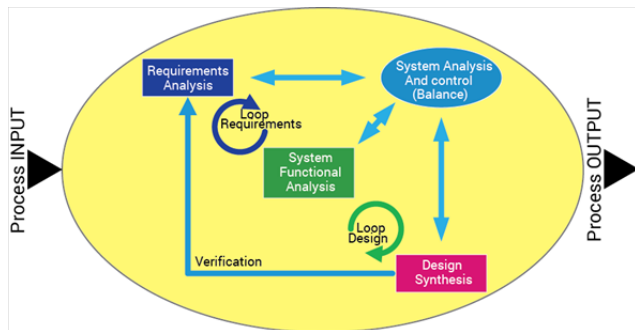 Process INPUT
Requirements
Analysis
System Analysis
And control
(Balance)
Loop
Requirements
System
Functional
Analysis
Loop
Design
Verification
Design
Synthesis
Process OUTPUT